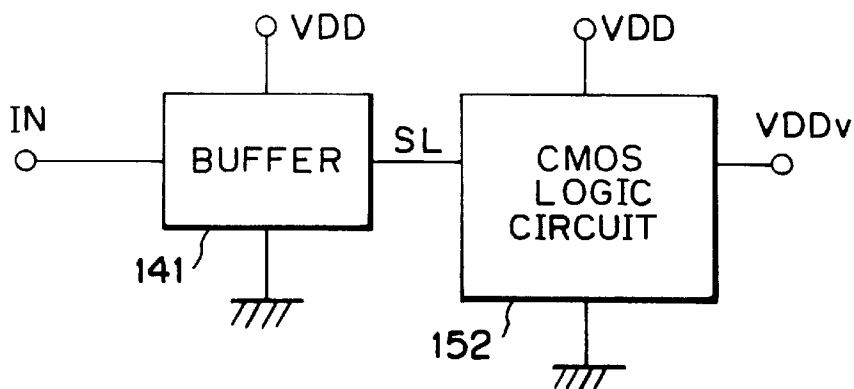 VDD
VDD
IN
BUFFER
SL
CMOS
LOGIC
CIRCUIT
VDDv
141
152